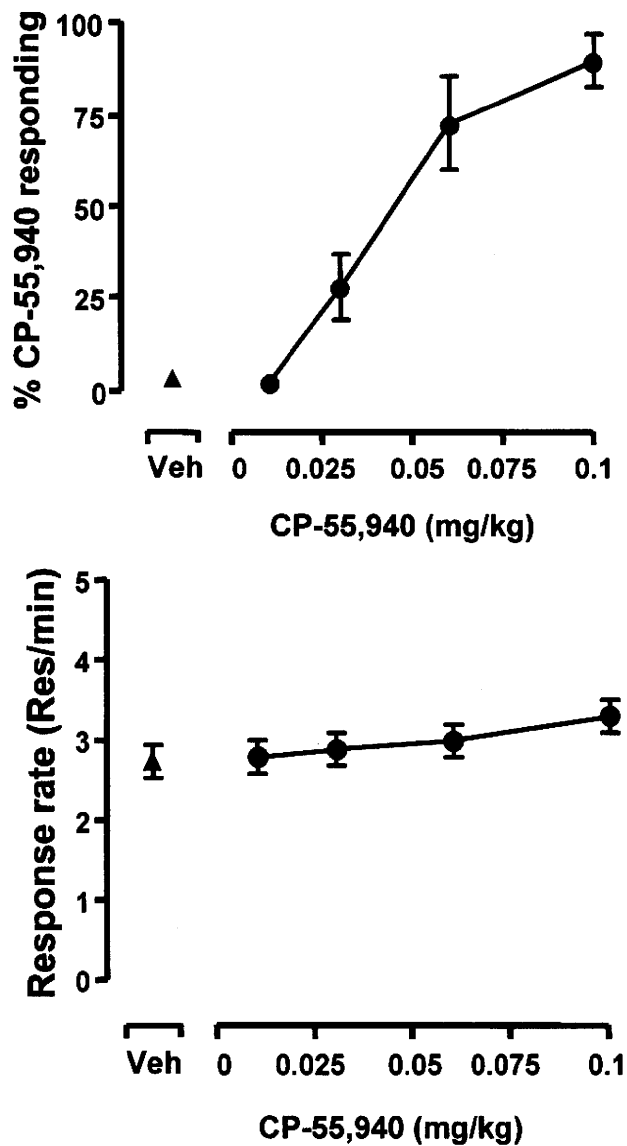 % CP-55,940 responding
100
75
50
25
0
Veh
0 0.025 0.05 0.075 0.1
CP-55,940 (mg/kg)
Response rate (Res/min)
5
4
3
2
1
0
Veh
0 0.025 0.05 0.075 0.1
CP-55,940 (mg/kg)